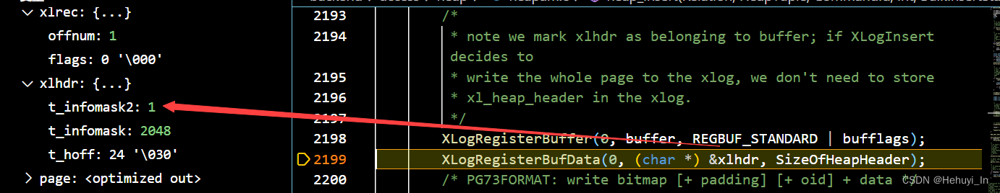 xlrec: {...}
offnum: 1
flags: 0 '\000'
xlhdr: {...}
t_infomask2: 1
t_infomask: 2048
t_hoff: 24 '\030'
page: <optimized out>
2193 /*
2194 * note we mark xlhdr as belonging to buffer; if XLogInsert
decides to
2195 * write the whole page to the xlog, we don't need to store
2196 * xl_heap_header in the xlog.
2197 */
2198 XLogRegisterBuffer(0, buffer, REGBUF_STANDARD | bufflags);
2199 XLogRegisterBufData(0, (char *) &xlhdr, SizeOfHeapHeader);
2200 /* PG73FORMAT: write bitmap [+ padding] [+ oid] + data */
CSDN @Hehuyi_In